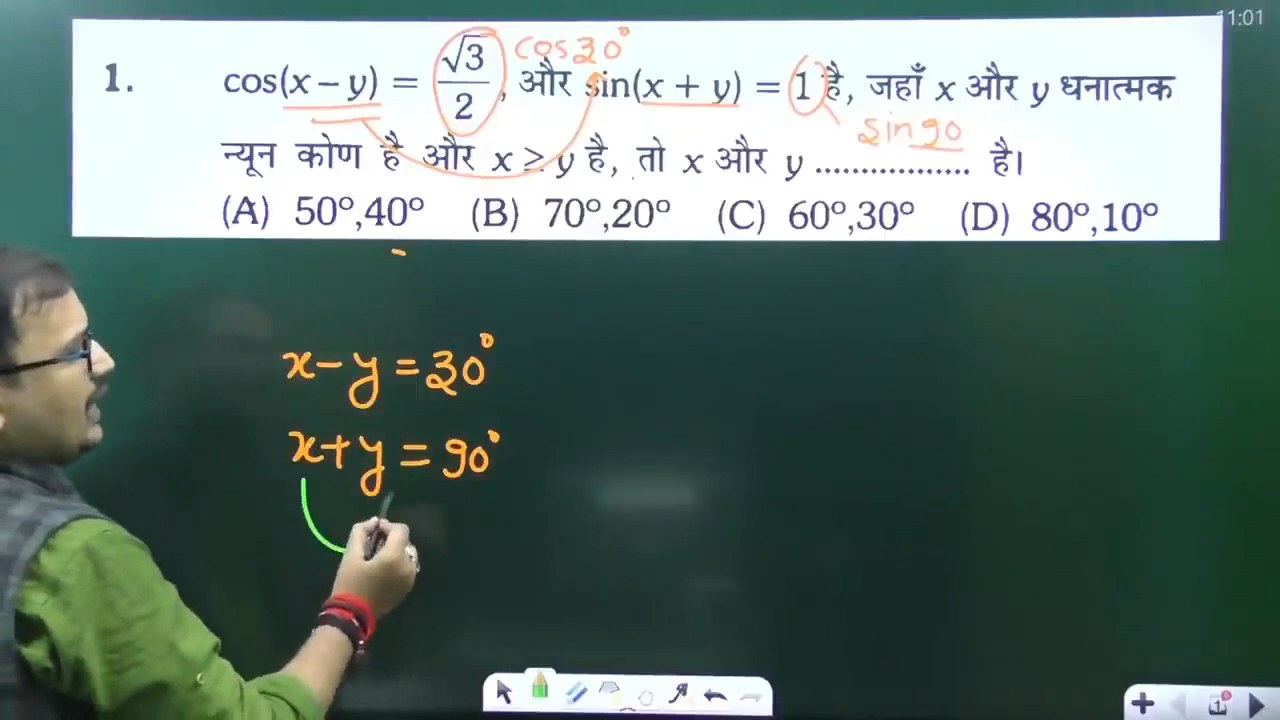 11:01
cos30°
1. cos(x – y) = √3/2, और sin(x + y) = 1 है, जहाँ x और y धनात्मक
sin90
न्यून कोण है और x ≥ y है, तो x और y ................. है।
(A) 50°,40° (B) 70°,20° (C) 60°,30° (D) 80°,10°
x-y=30°
x+y=90°
1